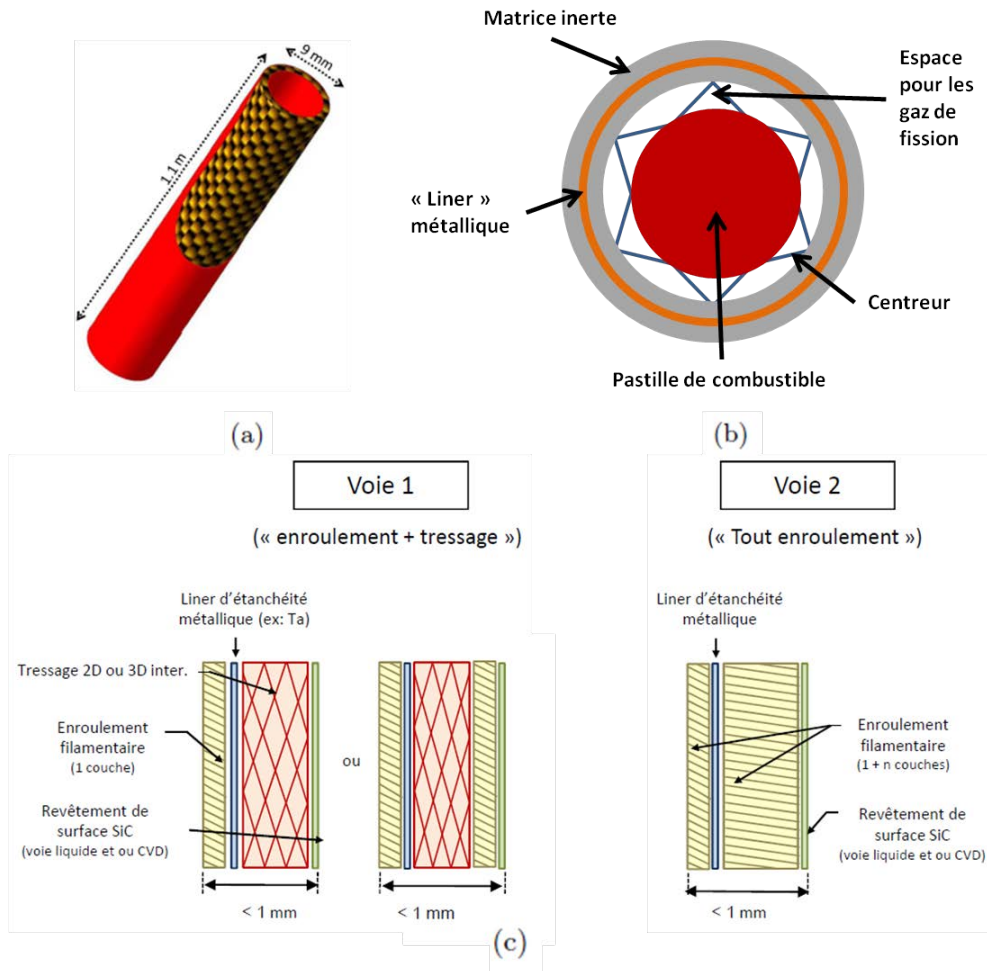 9 mm
1.1 m
(a)
Matrice inerte
Espace
pour les
gaz de
fission
« Liner »
métallique
Centreur
Pastille de combustible
(b)
Voie 1
(« enroulement + tressage »)
Liner d'étanchéité
métallique (ex: Ta)
Tressage 2D ou 3D inter.
Enroulement
filamentaire
(1 couche)
ou
Revêtement de
surface SiC
(voie liquide et ou CVD)
< 1 mm
< 1 mm
Voie 2
(« Tout enroulement »)
Liner d'étanchéité
métallique
Enroulement
filamentaire
(1 + n couches)
Revêtement de
surface SiC
(voie liquide et ou CVD)
< 1 mm
(c)